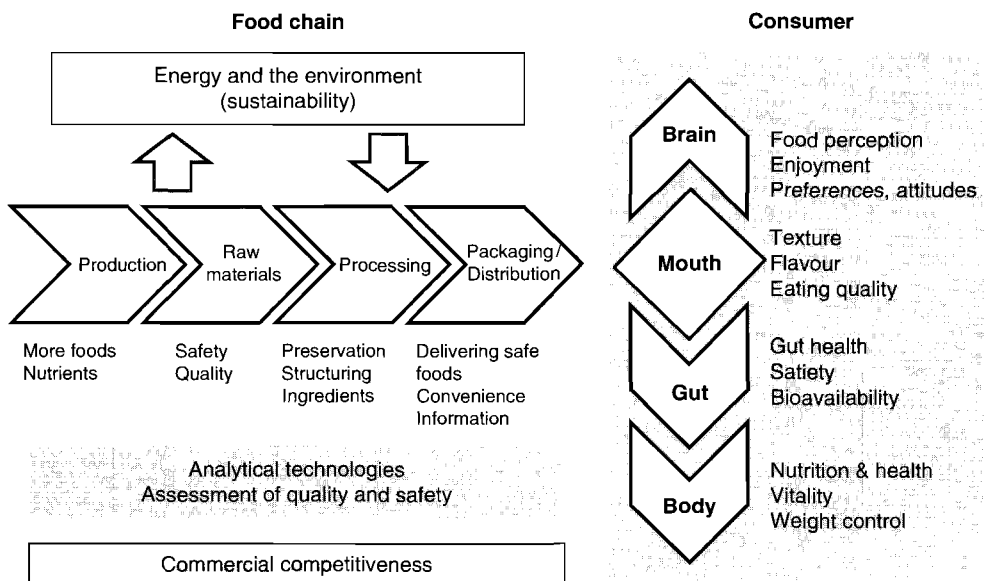 Food chain
Energy and the environment
(sustainability)
Production
Raw
materials
Processing
Packaging/
Distribution
More foods
Nutrients
Safety
Quality
Preservation
Structuring
Ingredients
Delivering safe
foods
Convenience
Information
Analytical technologies
Assessment of quality and safety
Commercial competitiveness
Consumer
Brain
Food perception
Enjoyment
Preferences, attitudes
Mouth
Texture
Flavour
Eating quality
Gut
Gut health
Satiety
Bioavailability
Body
Nutrition & health
Vitality
Weight control